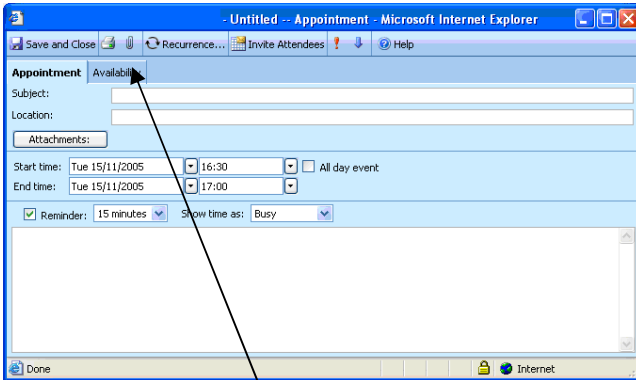 - Untitled -- Appointment - Microsoft Internet Explorer
Save and Close Recurrence... Invite Attendees Help
Appointment Availability
Subject:
Location:
Attachments:
Start time: Tue 15/11/2005 16:30 All day event
End time: Tue 15/11/2005 17:00
Reminder: 15 minutes Show time as: Busy
Done Internet